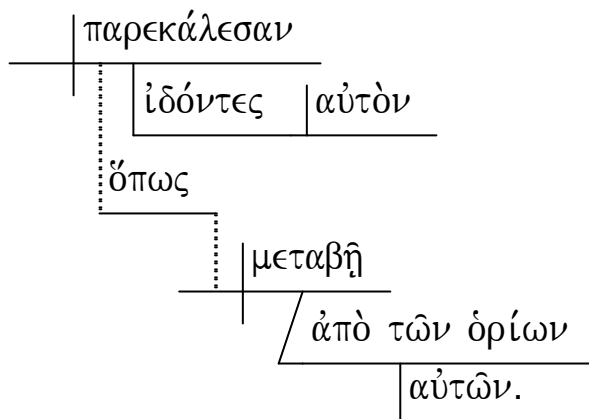 παρεκάλεσαν
ἰδόντες αὐτὸν
ὅπως
μεταβῇ
ἀπὸ τῶν ὁρίων
αὐτῶν.